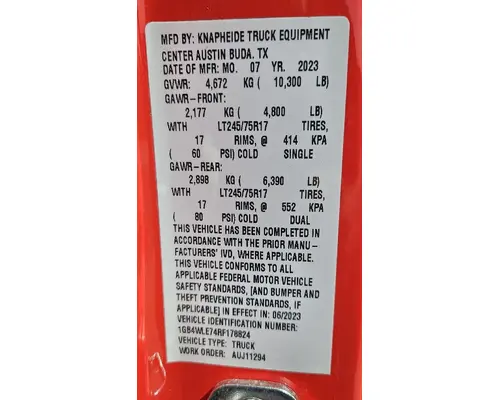 MFD BY: KNAPHEIDE TRUCK EQUIPMENT
CENTER AUSTIN BUDA, TX
DATE OF MFR: MO. 07 YR. 2023
GVWR: 4,672 KG ( 10,300 LB)
GAWR-FRONT:
2,177 KG ( 4,800 LB)
WITH LT245/75R17 TIRES,
17 RIMS, @ 414 KPA
( 60 PSI) COLD SINGLE
GAWR-REAR:
2,898 KG ( 6,390 LB)
WITH LT245/75R17 TIRES,
17 RIMS, @ 552 KPA
( 80 PSI) COLD DUAL
THIS VEHICLE HAS BEEN COMPLETED IN
ACCORDANCE WITH THE PRIOR MANU-
FACTURERS' IVD, WHERE APPLICABLE.
THIS VEHICLE CONFORMS TO ALL
APPLICABLE FEDERAL MOTOR VEHICLE
SAFETY STANDARDS, [AND BUMPER AND
THEFT PREVENTION STANDARDS, IF
APPLICABLE] IN EFFECT IN: 06/2023
VEHICLE IDENTIFICATION NUMBER:
1GB4WLE74RF178824
VEHICLE TYPE: TRUCK
WORK ORDER: AUJ11294